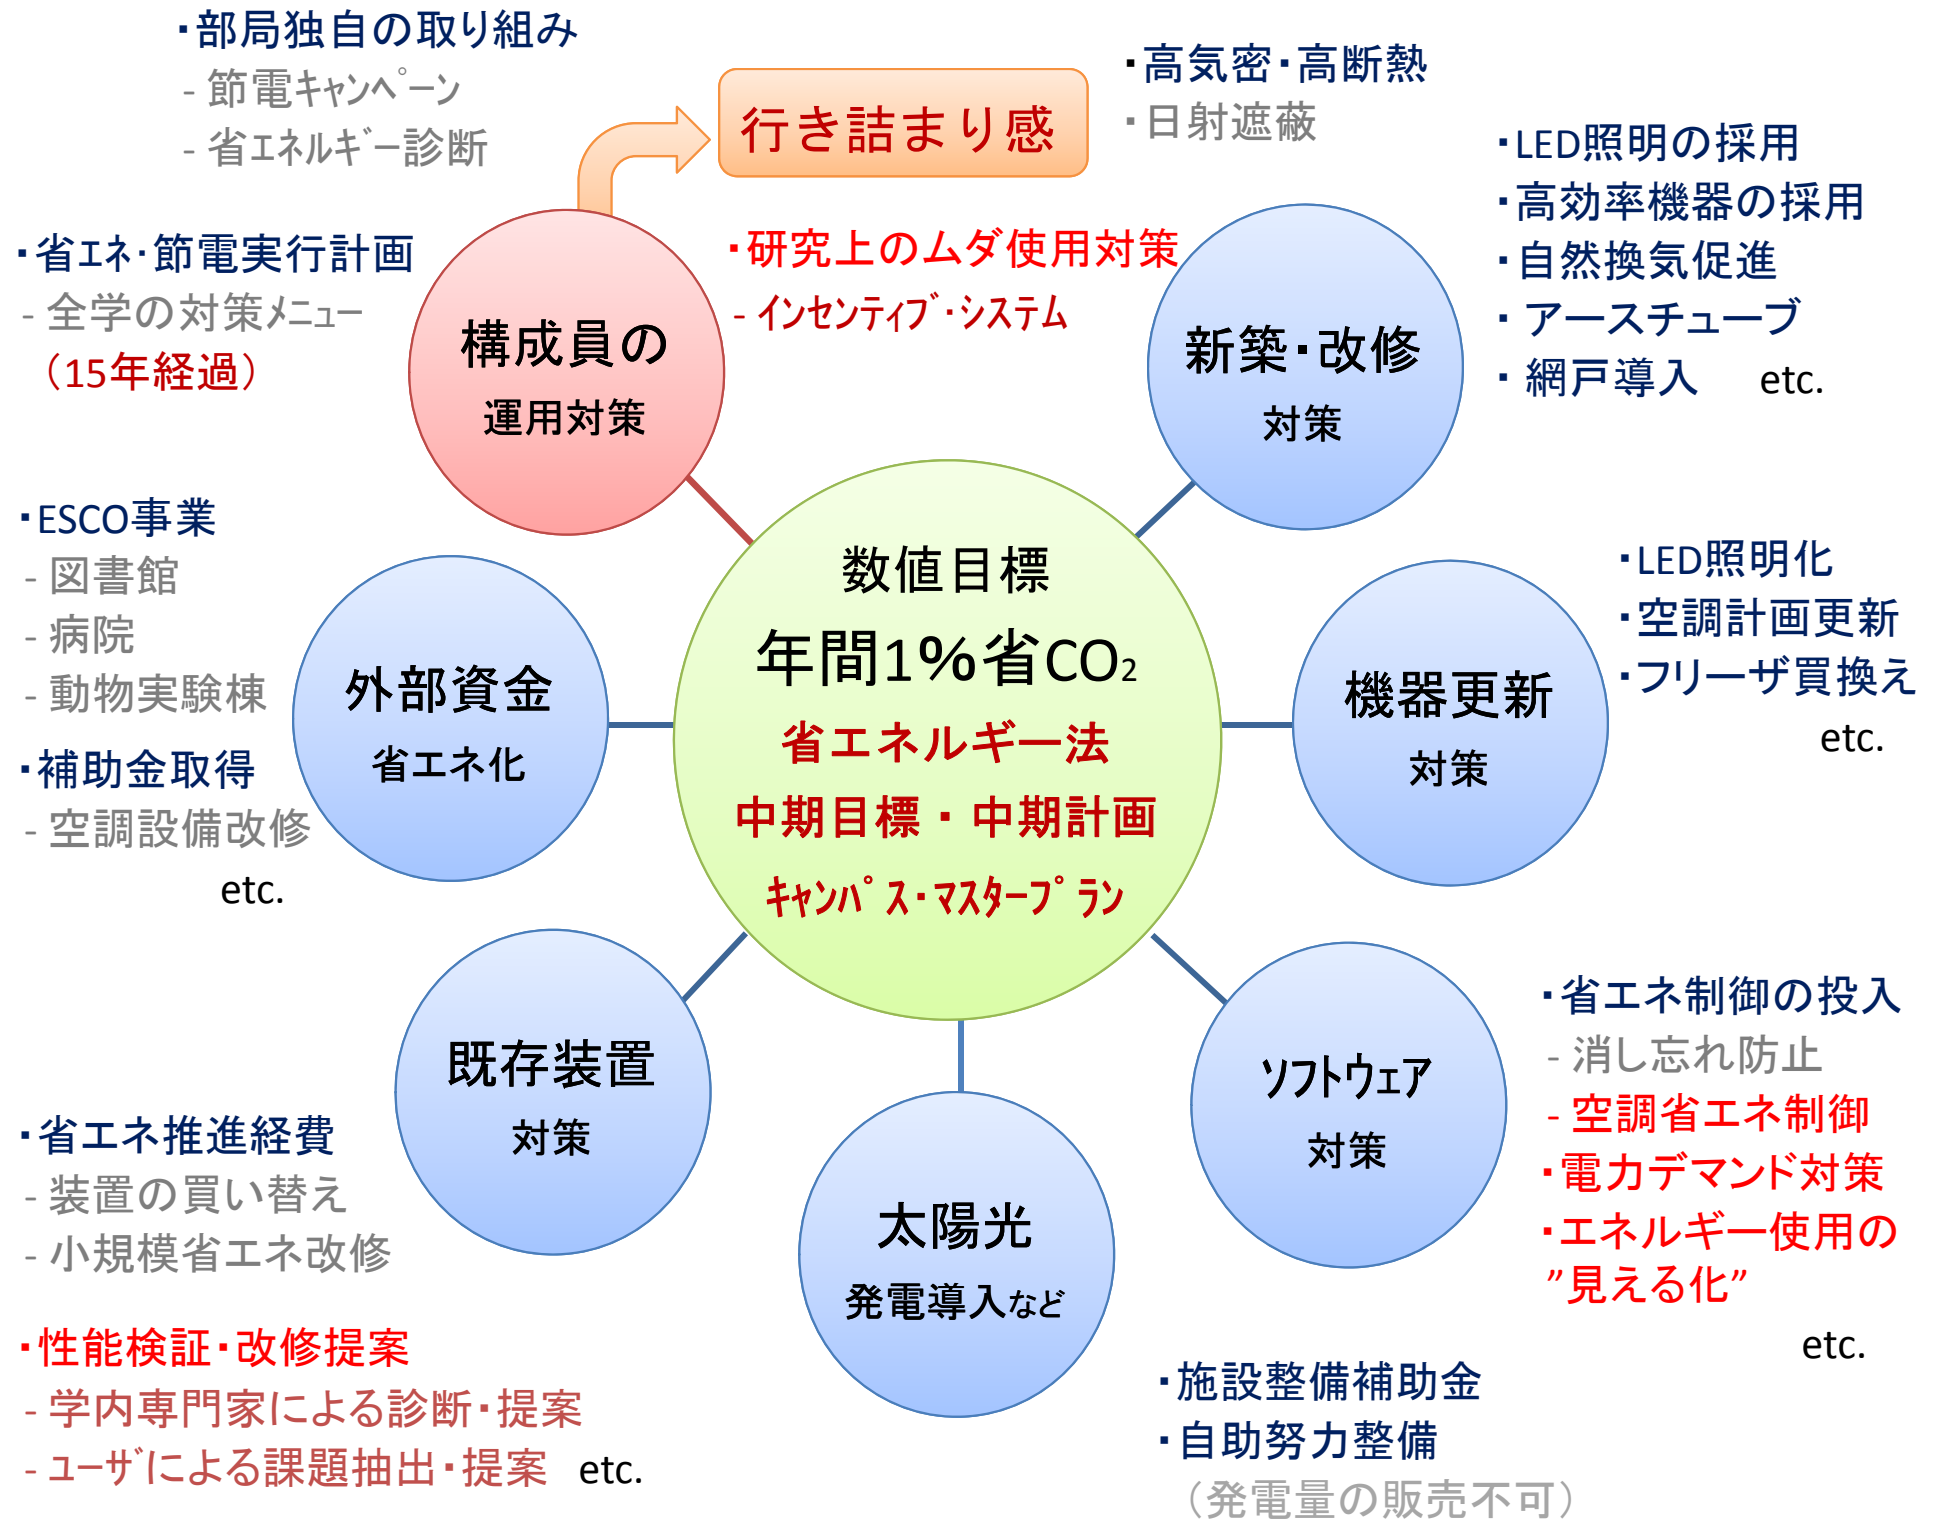 ・部局独自の取り組み
- 節電ｷｬﾝﾍﾟｰﾝ
- 省ｴﾈﾙｷﾞｰ診断
行き詰まり感
・高気密・高断熱
・日射遮蔽
・LED照明の採用
・高効率機器の採用
・自然換気促進
・アースチューブ
・網戸導入 etc.
・省ｴﾈ･節電実行計画
- 全学の対策ﾒﾆｭｰ
（15年経過）
構成員の
運用対策
・研究上のムダ使用対策
- ｲﾝｾﾝﾃｨﾌﾞ･ｼｽﾃﾑ
新築・改修
対策
・ESCO事業
- 図書館
- 病院
- 動物実験棟
・補助金取得
- 空調設備改修
etc.
外部資金
省エネ化
数値目標
年間1%省CO₂
省エネルギー法
中期目標・中期計画
ｷｬﾝﾊﾟｽ・ﾏｽﾀｰﾌﾟﾗﾝ
機器更新
対策
・LED照明化
・空調計画更新
・フリーザ買換え
etc.
既存装置
対策
・省エネ推進経費
- 装置の買い替え
- 小規模省エネ改修
・性能検証・改修提案
- 学内専門家による診断・提案
- ﾕｰｻﾞによる課題抽出・提案 etc.
太陽光
発電導入など
・施設整備補助金
・自助努力整備
（発電量の販売不可）
ｿﾌﾄｳｪｱ
対策
・省エネ制御の投入
- 消し忘れ防止
- 空調省エネ制御
・電力デマンド対策
・エネルギー使用の
”見える化”
etc.